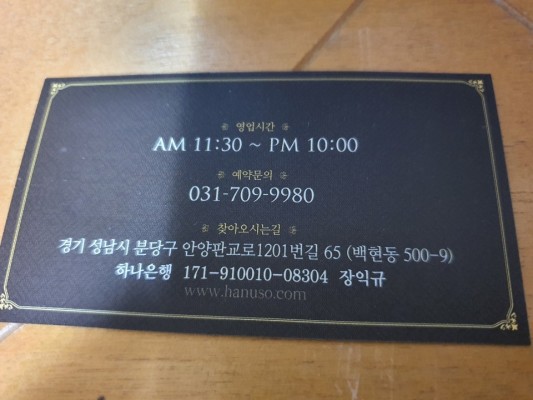 영업시간
AM 11:30 ~ PM 10:00
예약문의
031-709-9980
찾아오시는길
경기 성남시 분당구 안양판교로1201번길 65 (백현동 500-9)
하나은행 171-910010-08304 장익규
www.hanuso.com